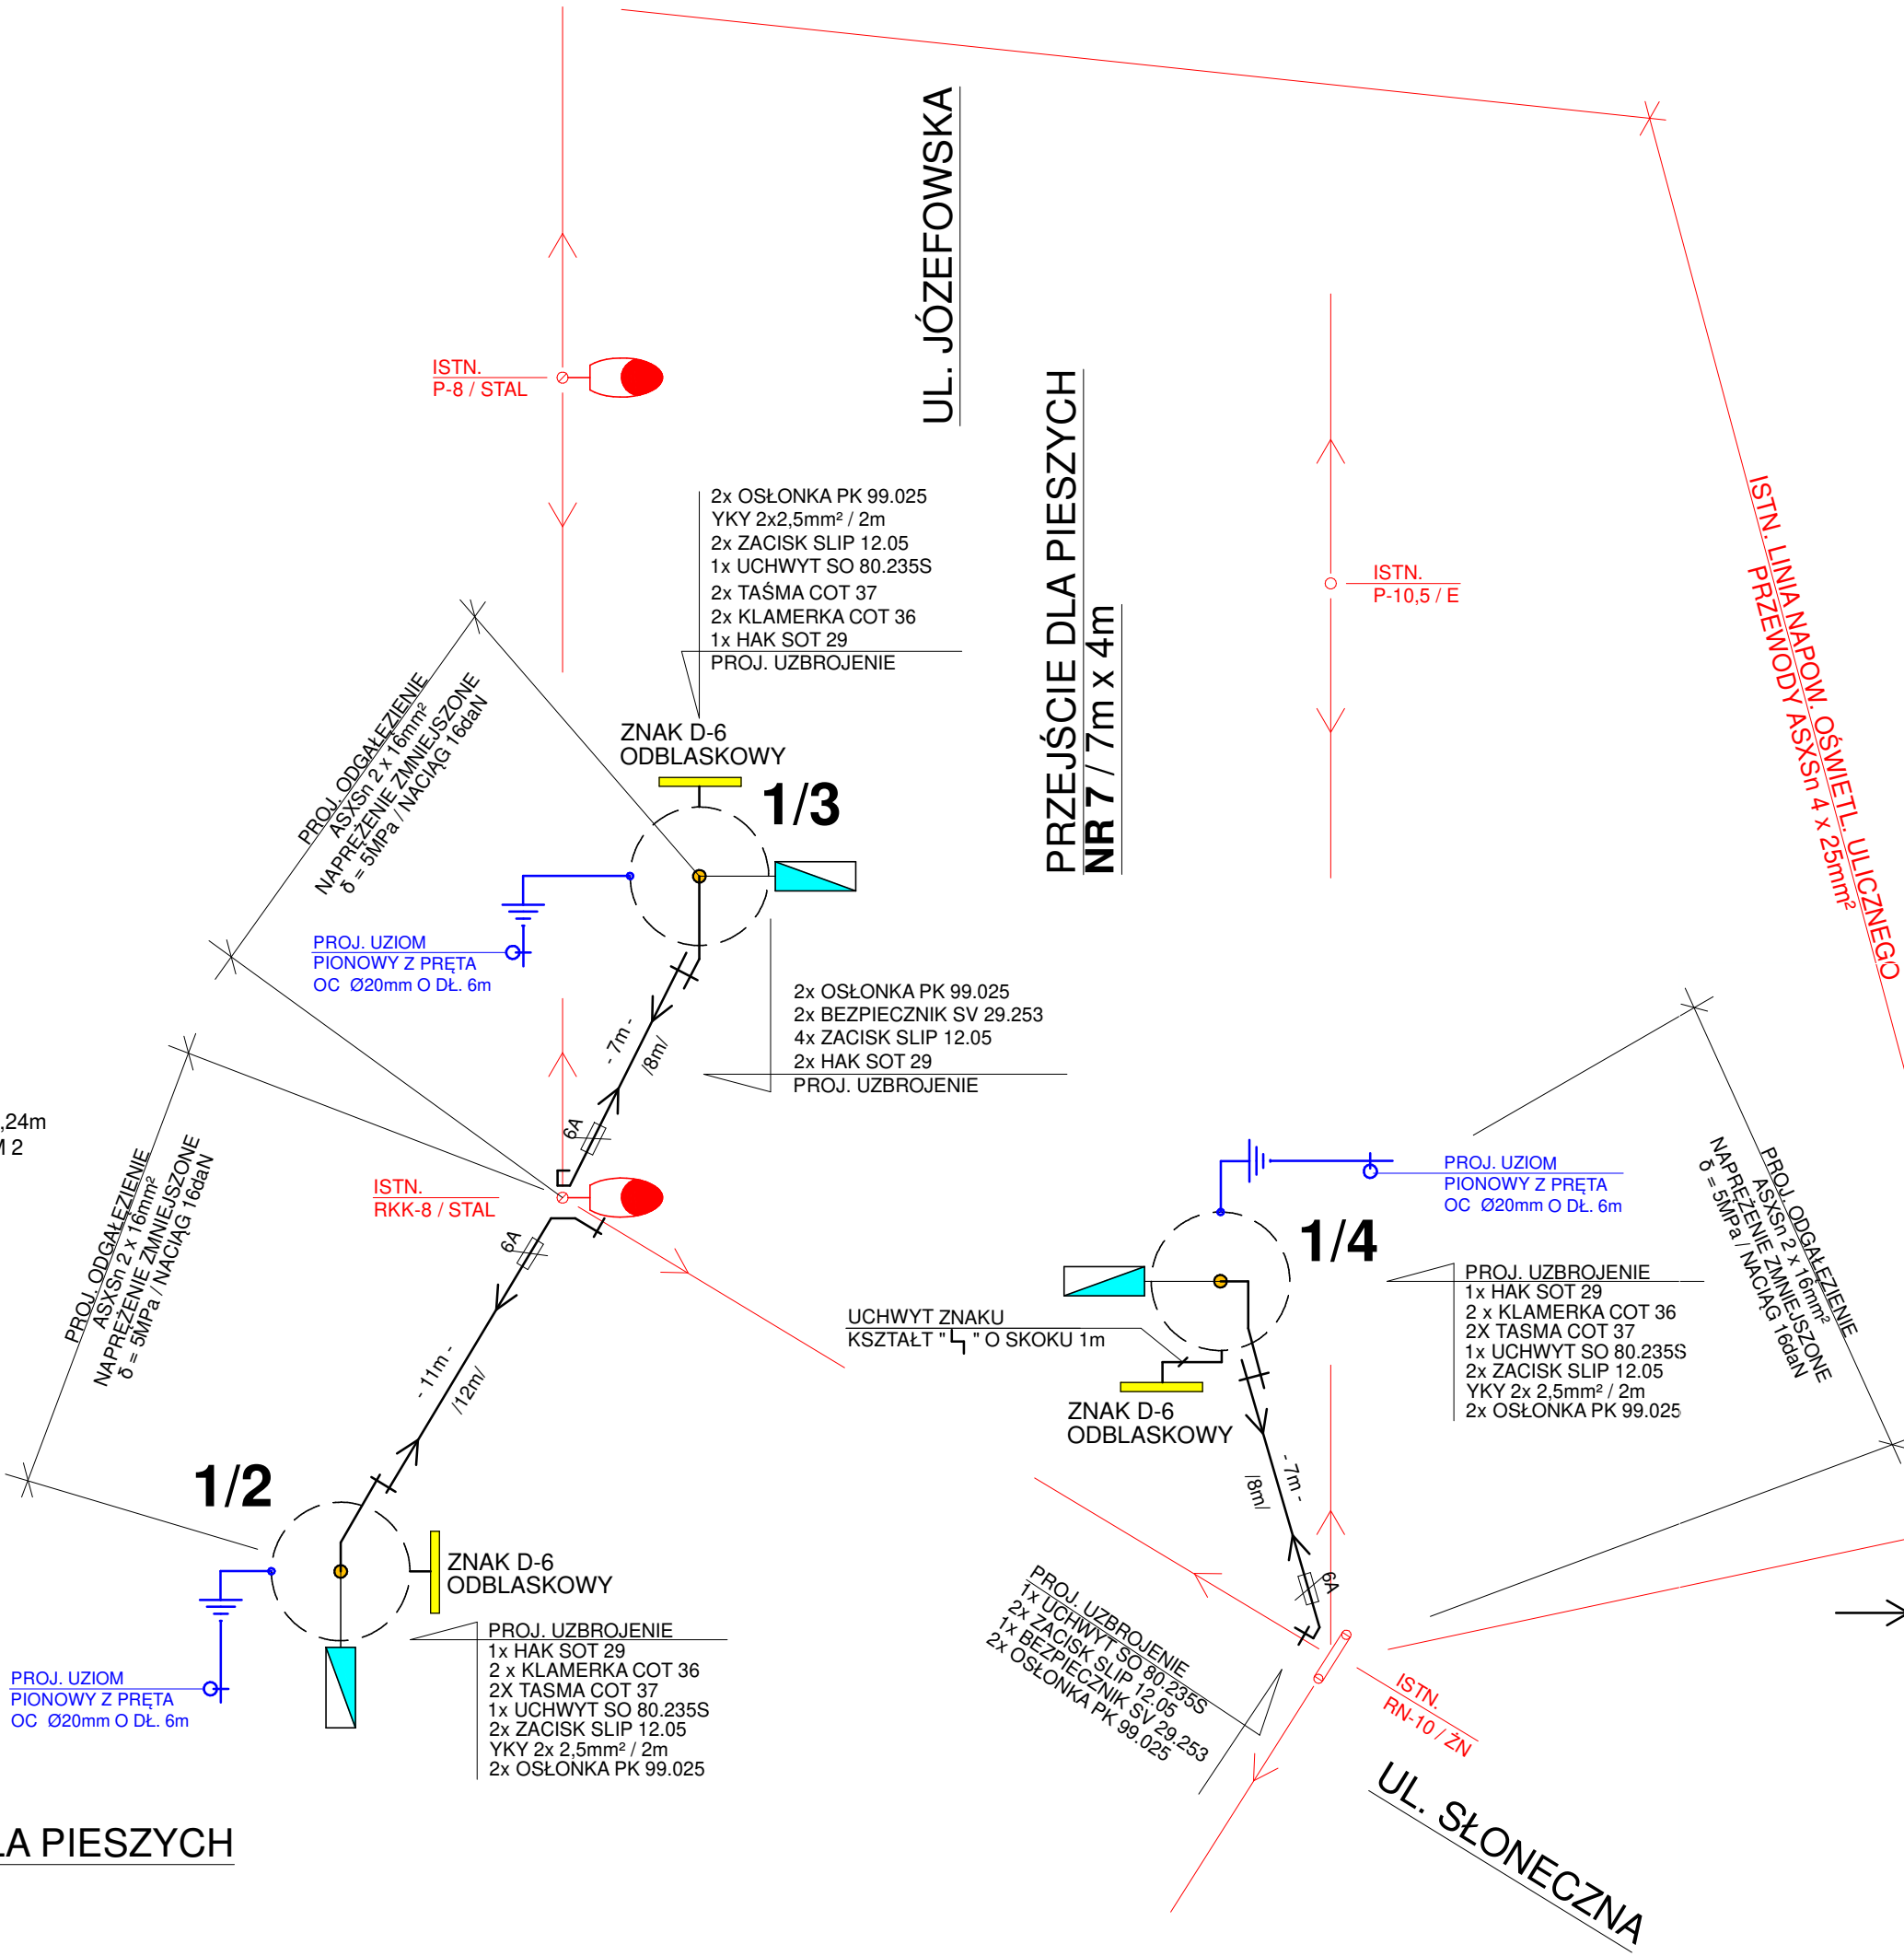 UL. JÓZEFOWSKA
ISTN.
P-8 / STAL
2x OSŁONKA PK 99.025
YKY 2x2,5mm² / 2m
2x ZACISK SLIP 12.05
1x UCHWYT SO 80.235S
2x TAŚMA COT 37
2x KLAMERKA COT 36
1x HAK SOT 29
PROJ. UZBROJENIE
PRZEJŚCIE DLA PIESZYCH
NR 7 / 7m x 4m
ISTN.
P-10,5 / E
ISTN. LINIA NAPOW. OŚWIETL. ULICZNEGO
PRZEWODY ASXSn 4 x 25mm²
PROJ. ODGAŁĘZIENIE
ASXSn 2 x 16mm²
NAPRĘŻENIE ZMNIEJSZONE
δ = 5MPa / NACIĄG 16daN
ZNAK D-6
ODBLASKOWY
1/3
PROJ. UZIOM
PIONOWY Z PRĘTA
OC Ø20mm O DŁ. 6m
2x OSŁONKA PK 99.025
2x BEZPIECZNIK SV 29.253
4x ZACISK SLIP 12.05
2x HAK SOT 29
PROJ. UZBROJENIE
- 7m -
/8m/
6A
,24m
M 2
PROJ. ODGAŁĘZIENIE
ASXSn 2 x 16mm²
NAPRĘŻENIE ZMNIEJSZONE
δ = 5MPa / NACIĄG 16daN
ISTN.
RKK-8 / STAL
6A
- 11m -
/12m/
PROJ. UZIOM
PIONOWY Z PRĘTA
OC Ø20mm O DŁ. 6m
1/4
PROJ. ODGAŁĘZIENIE
ASXSn 2 x 16mm²
NAPRĘŻENIE ZMNIEJSZONE
δ = 5MPa / NACIĄG 16daN
PROJ. UZBROJENIE
1x HAK SOT 29
2 x KLAMERKA COT 36
2X TASMA COT 37
1x UCHWYT SO 80.235S
2x ZACISK SLIP 12.05
YKY 2x 2,5mm² / 2m
2x OSŁONKA PK 99.025
UCHWYT ZNAKU
KSZTAŁT " " O SKOKU 1m
ZNAK D-6
ODBLASKOWY
- 7m -
/8m/
6A
1/2
ZNAK D-6
ODBLASKOWY
PROJ. UZBROJENIE
1x HAK SOT 29
2 x KLAMERKA COT 36
2X TASMA COT 37
1x UCHWYT SO 80.235S
2x ZACISK SLIP 12.05
YKY 2x 2,5mm² / 2m
2x OSŁONKA PK 99.025
PROJ. UZIOM
PIONOWY Z PRĘTA
OC Ø20mm O DŁ. 6m
PROJ. UZBROJENIE
1x UCHWYT SO 80.235S
2x ZACISK SLIP 12.05
1x BEZPIECZNIK SV 29.253
2x OSŁONKA PK 99.025
ISTN.
RN-10 / ŻN
UL. SŁONECZNA
LA PIESZYCH